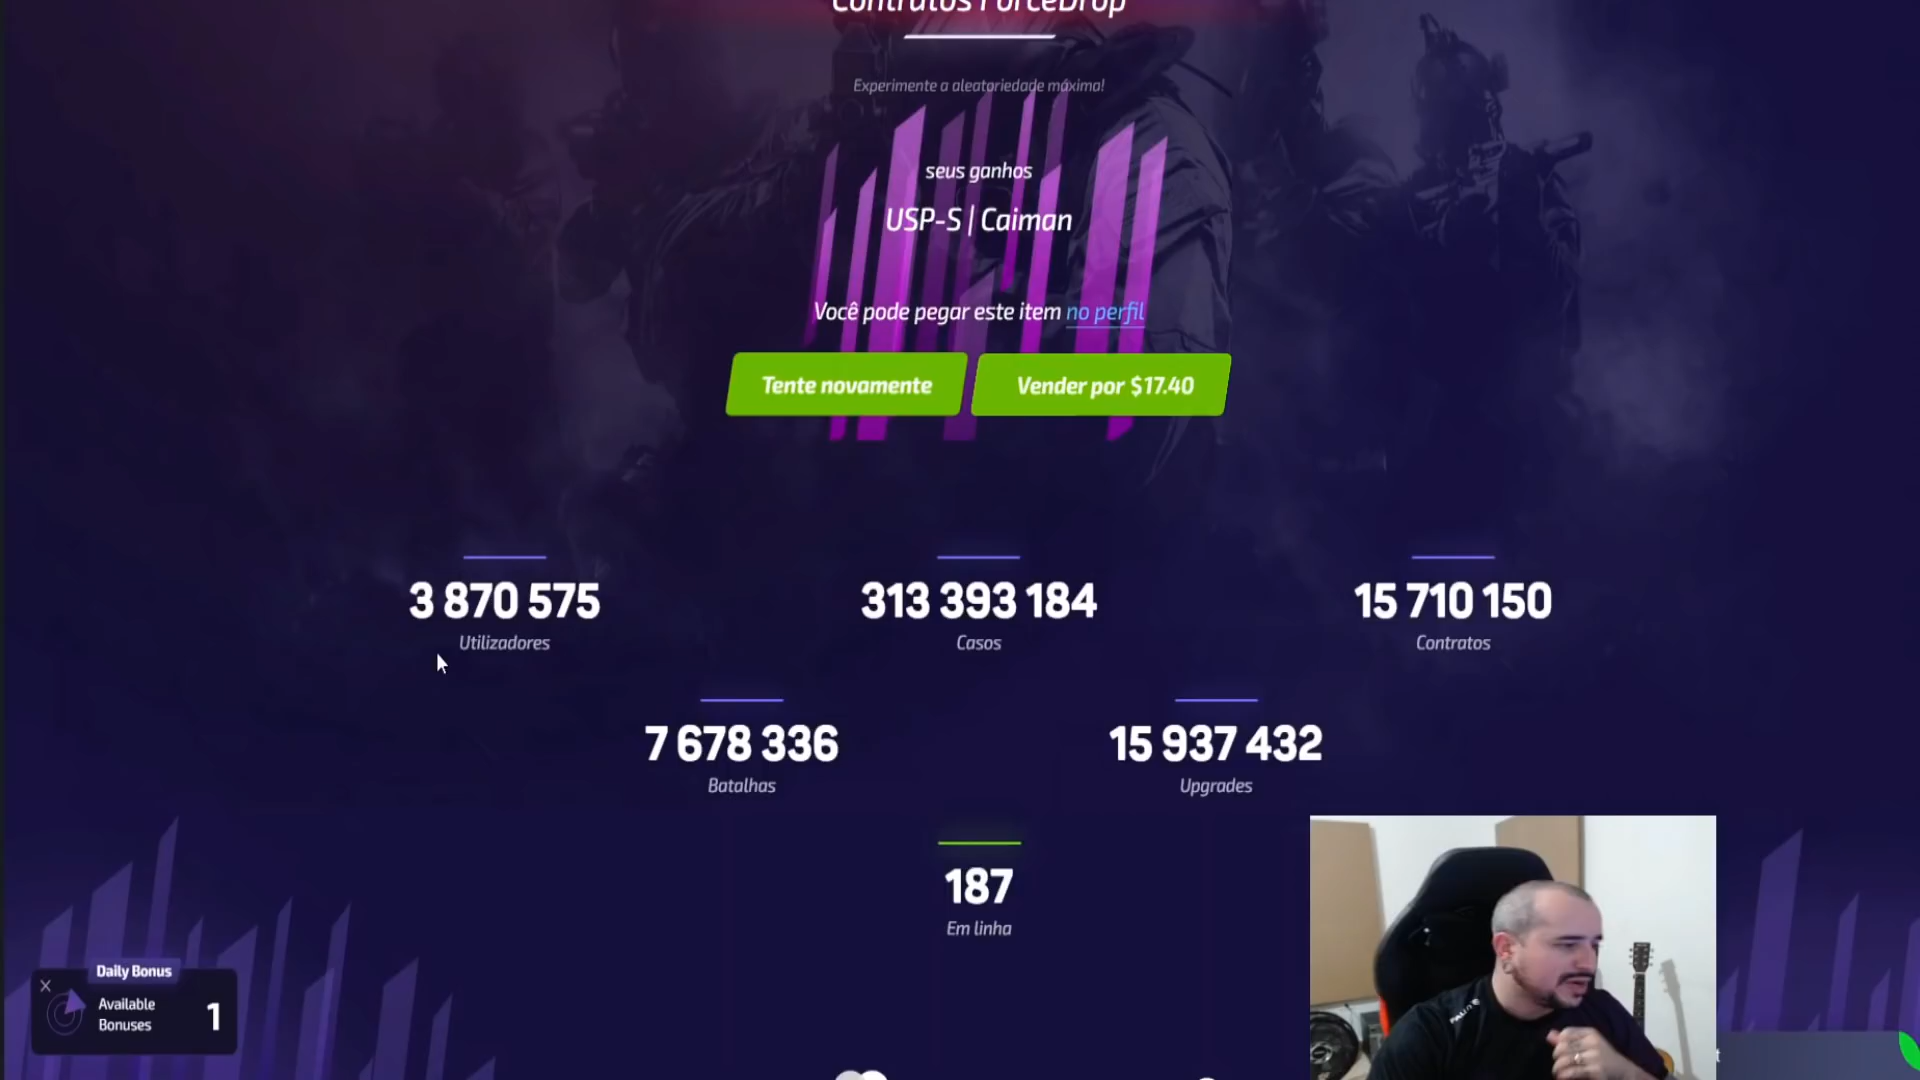 Contratos ForceDrop
Experimente a aleatoriedade máxima!
seus ganhos
USP-S | Caiman
Você pode pegar este item no perfil
Tente novamente
Vender por $17.40
3 870 575
Utilizadores
313 393 184
Casos
15 710 150
Contratos
7 678 336
Batalhas
15 937 432
Upgrades
187
Em linha
Daily Bonus
Available
Bonuses
1